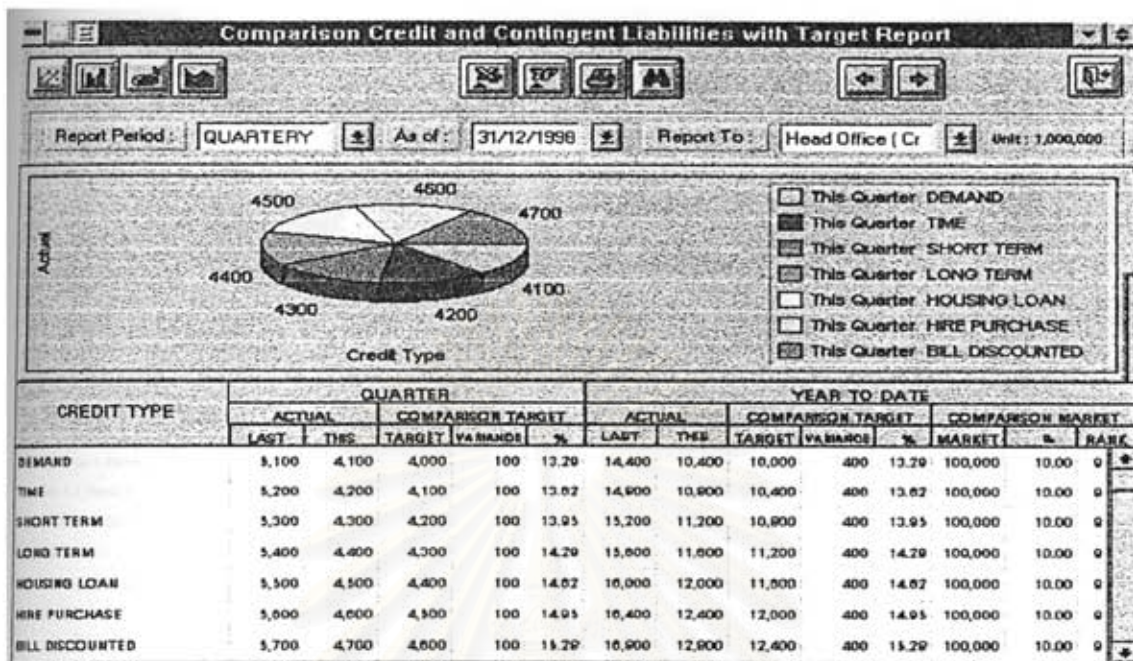 Comparison Credit and Contingent Liabilities with Target Report
Report Period : QUARTERY As of : 31/12/1998 Report To : Head Office ( Cr Unit : 1,000,000
Actual
4500
4600
4700
4400
4100
4300
4200
Credit Type
This Quarter DEMAND
This Quarter TIME
This Quarter SHORT TERM
This Quarter LONG TERM
This Quarter HOUSING LOAN
This Quarter HIRE PURCHASE
This Quarter BILL DISCOUNTED
CREDIT TYPE QUARTER YEAR TO DATE
ACTUAL COMPARISON TARGET ACTUAL COMPARISON TARGET COMPARISON MARKET
LAST THIS TARGET VARIANCE % LAST THIS TARGET VARIANCE % MARKET % RANK
DEMAND 5,100 4,100 4,000 100 13.29 14,400 10,400 10,000 400 13.29 100,000 10.00 9
TIME 5,200 4,200 4,100 100 13.62 14,800 10,800 10,400 400 13.62 100,000 10.00 9
SHORT TERM 5,300 4,300 4,200 100 13.95 15,200 11,200 10,800 400 13.95 100,000 10.00 9
LONG TERM 5,400 4,400 4,300 100 14.29 15,600 11,600 11,200 400 14.29 100,000 10.00 9
HOUSING LOAN 5,500 4,500 4,400 100 14.62 16,000 12,000 11,600 400 14.62 100,000 10.00 9
HIRE PURCHASE 5,600 4,600 4,500 100 14.95 16,400 12,400 12,000 400 14.95 100,000 10.00 9
BILL DISCOUNTED 5,700 4,700 4,600 100 15.29 16,900 12,900 12,400 400 15.29 100,000 10.00 9